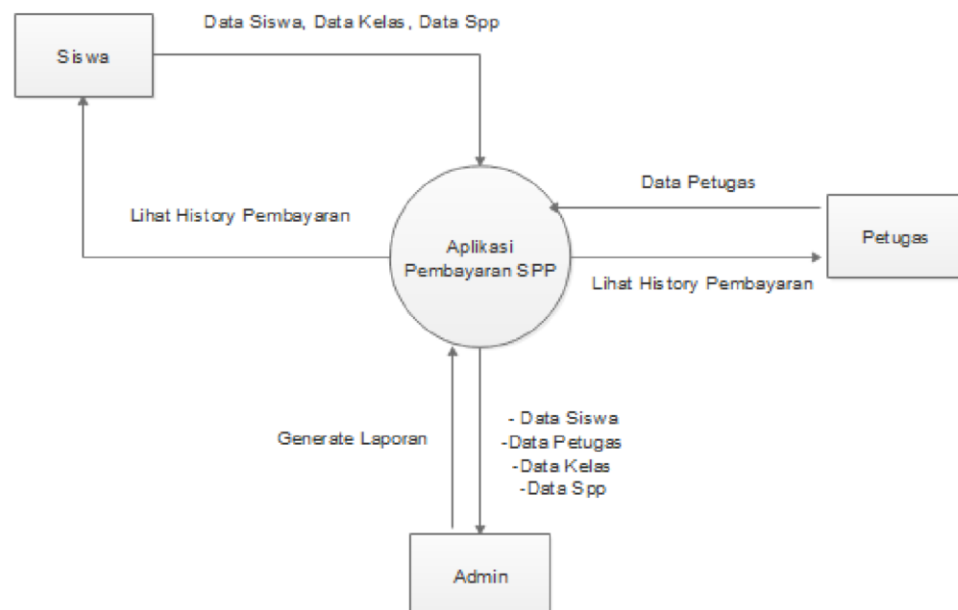 Data Siswa, Data Kelas, Data Spp
Siswa
Data Petugas
Lihat History Pembayaran
Petugas
Aplikasi
Pembayaran SPP
Lihat History Pembayaran
- Data Siswa
Generate Laporan
-Data Petugas
-Data Kelas
-Data Spp
Admin